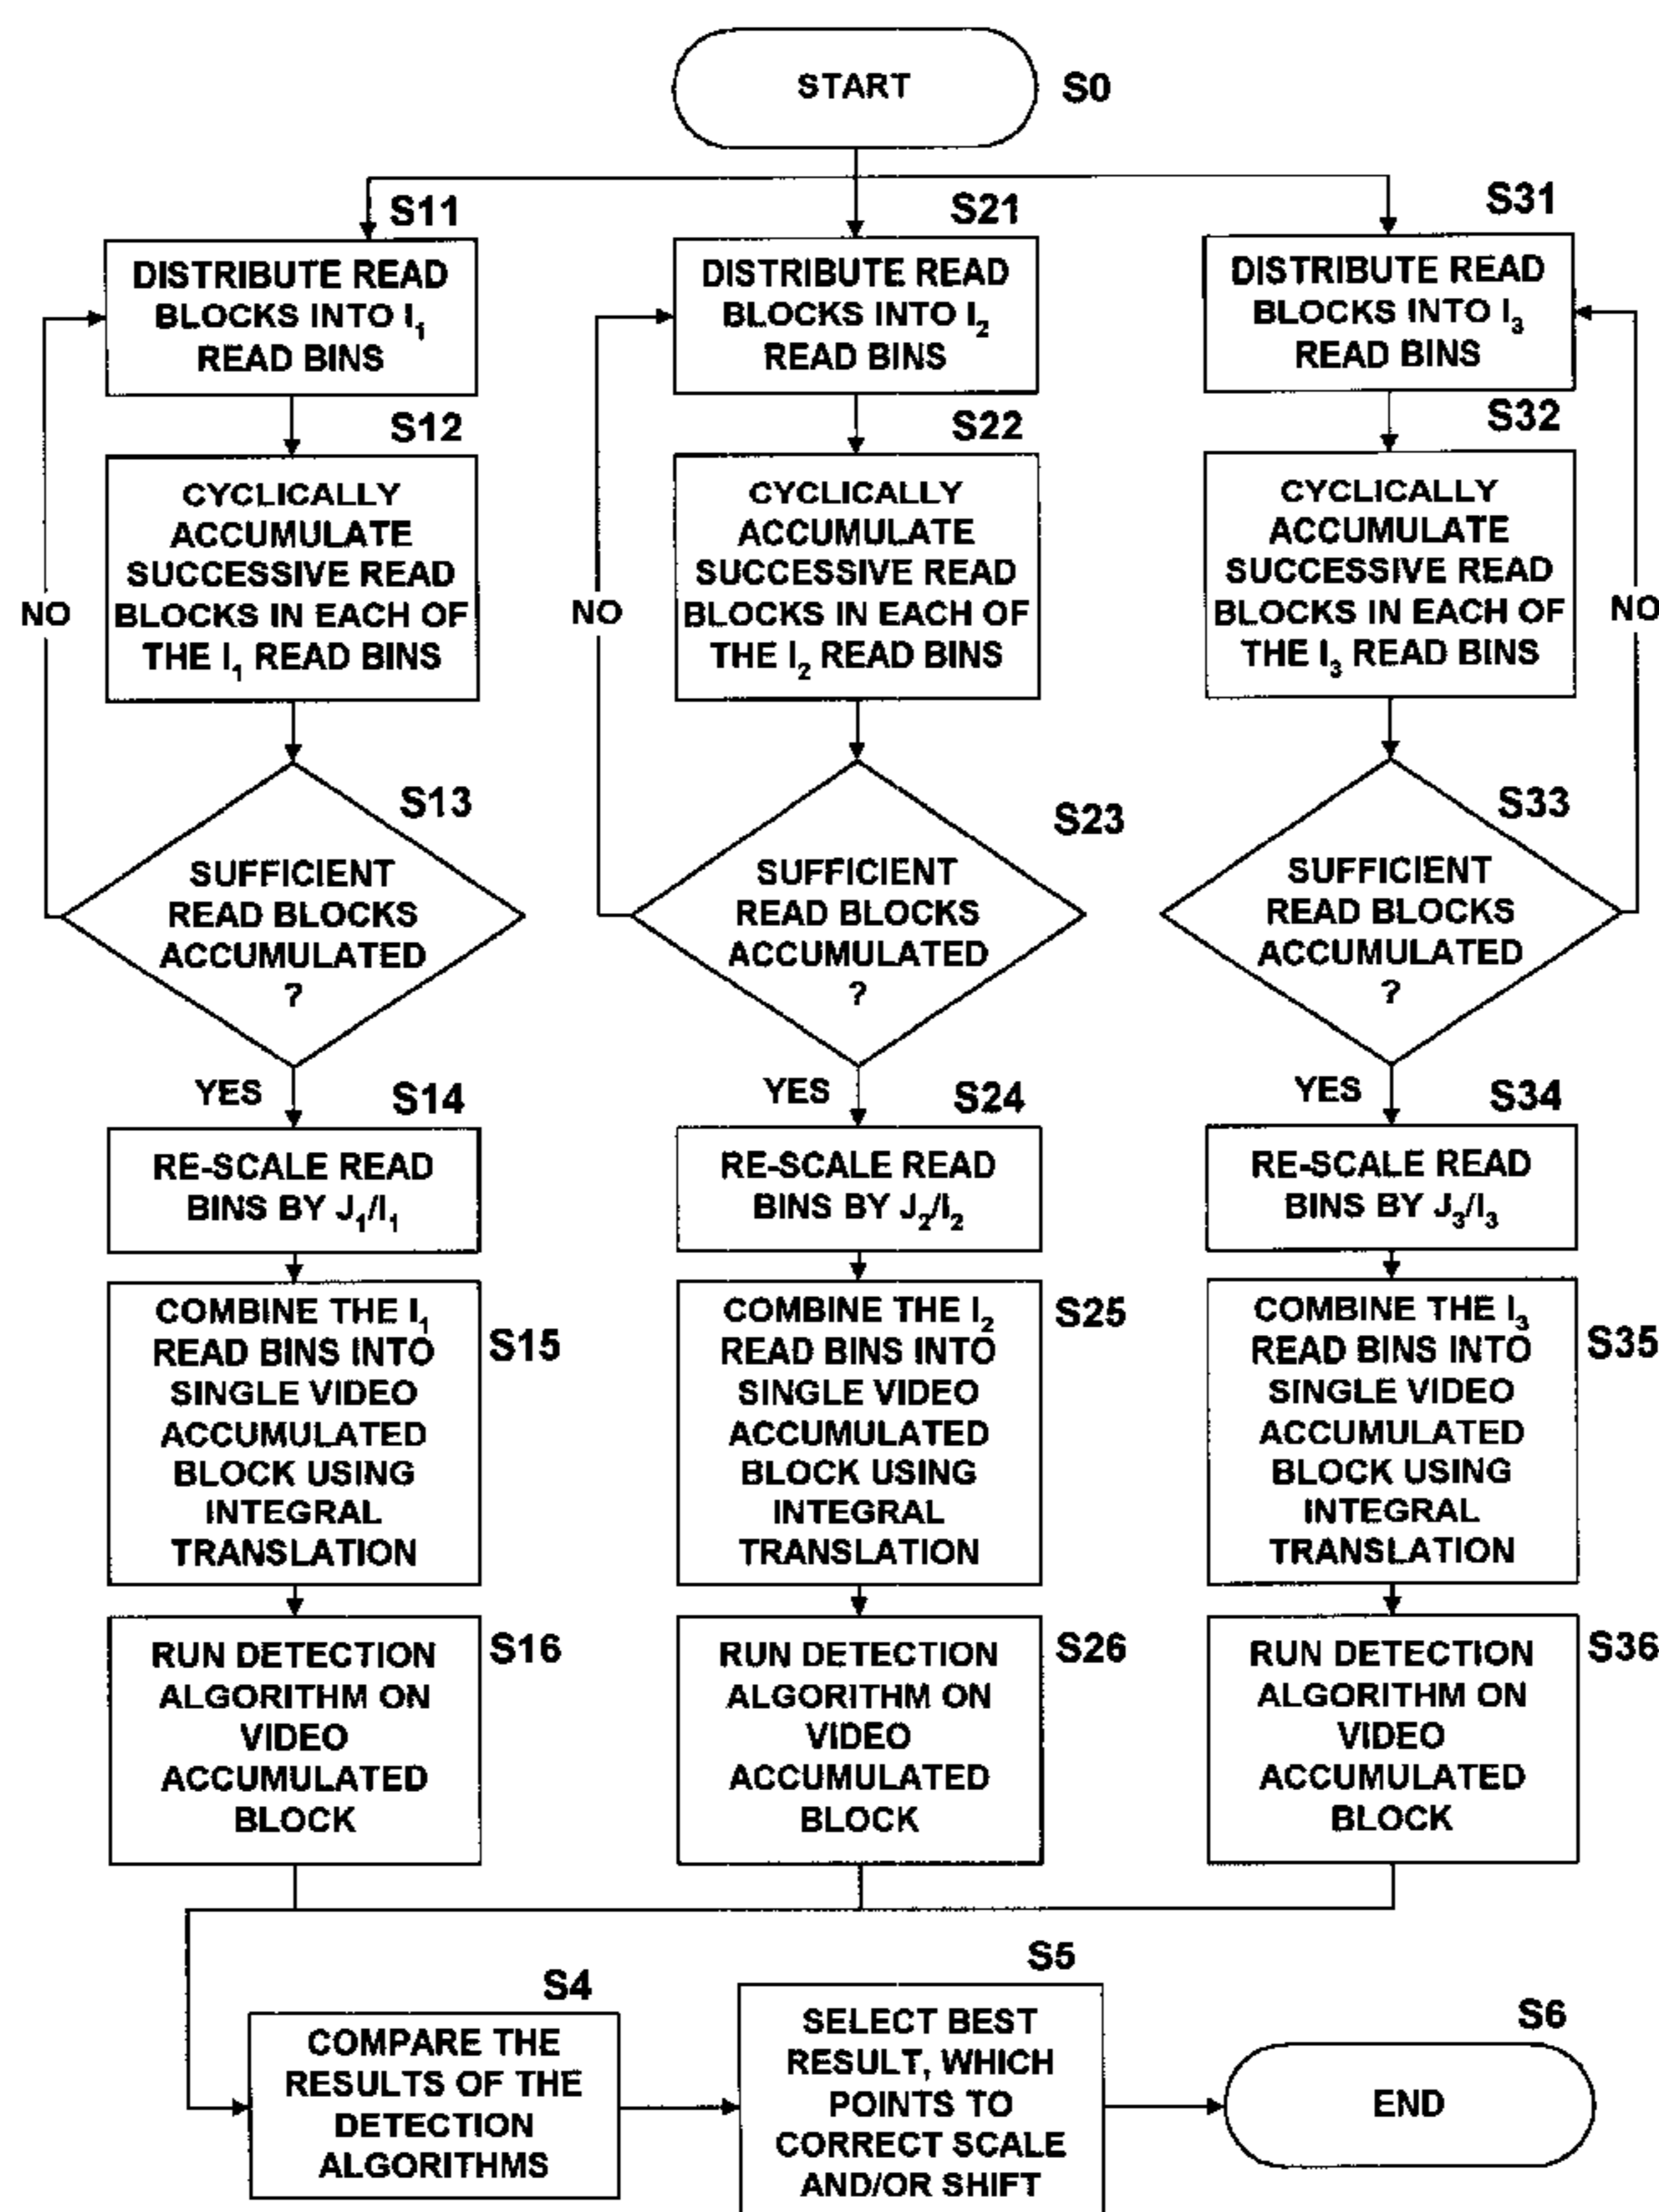 START
S0
S11
DISTRIBUTE READ
BLOCKS INTO I₁
READ BINS
S21
DISTRIBUTE READ
BLOCKS INTO I₂
READ BINS
S31
DISTRIBUTE READ
BLOCKS INTO I₃
READ BINS
S12
CYCLICALLY
ACCUMULATE
SUCCESSIVE READ
BLOCKS IN EACH OF
THE I₁ READ BINS
S22
CYCLICALLY
ACCUMULATE
SUCCESSIVE READ
BLOCKS IN EACH OF
THE I₂ READ BINS
S32
CYCLICALLY
ACCUMULATE
SUCCESSIVE READ
BLOCKS IN EACH OF
THE I₃ READ BINS
NO
NO
NO
S13
SUFFICIENT
READ BLOCKS
ACCUMULATED
?
S23
SUFFICIENT
READ BLOCKS
ACCUMULATED
?
S33
SUFFICIENT
READ BLOCKS
ACCUMULATED
?
YES
S14
RE-SCALE READ
BINS BY J₁/I₁
YES
S24
RE-SCALE READ
BINS BY J₂/I₂
YES
S34
RE-SCALE READ
BINS BY J₃/I₃
COMBINE THE I₁
READ BINS INTO
SINGLE VIDEO
ACCUMULATED
BLOCK USING
INTEGRAL
TRANSLATION
S15
COMBINE THE I₂
READ BINS INTO
SINGLE VIDEO
ACCUMULATED
BLOCK USING
INTEGRAL
TRANSLATION
S25
COMBINE THE I₃
READ BINS INTO
SINGLE VIDEO
ACCUMULATED
BLOCK USING
INTEGRAL
TRANSLATION
S35
RUN DETECTION
ALGORITHM ON
VIDEO
ACCUMULATED
BLOCK
S16
RUN DETECTION
ALGORITHM ON
VIDEO
ACCUMULATED
BLOCK
S26
RUN DETECTION
ALGORITHM ON
VIDEO
ACCUMULATED
BLOCK
S36
S4
COMPARE THE
RESULTS OF THE
DETECTION
ALGORITHMS
S5
SELECT BEST
RESULT, WHICH
POINTS TO
CORRECT SCALE
AND/OR SHIFT
S6
END